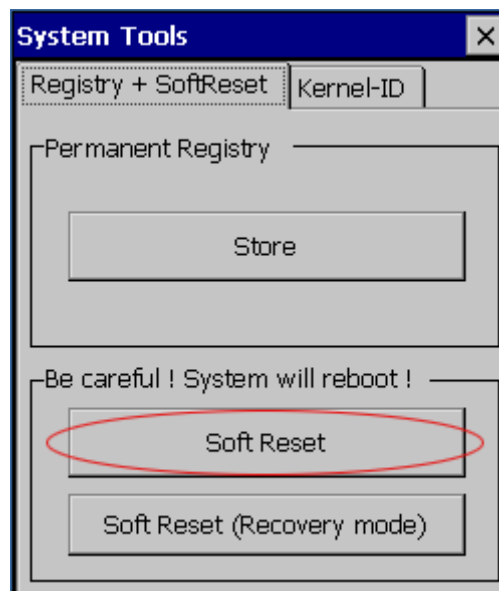 System Tools
Registry + SoftReset Kernel-ID
Permanent Registry
Store
Be careful ! System will reboot !
Soft Reset
Soft Reset (Recovery mode)